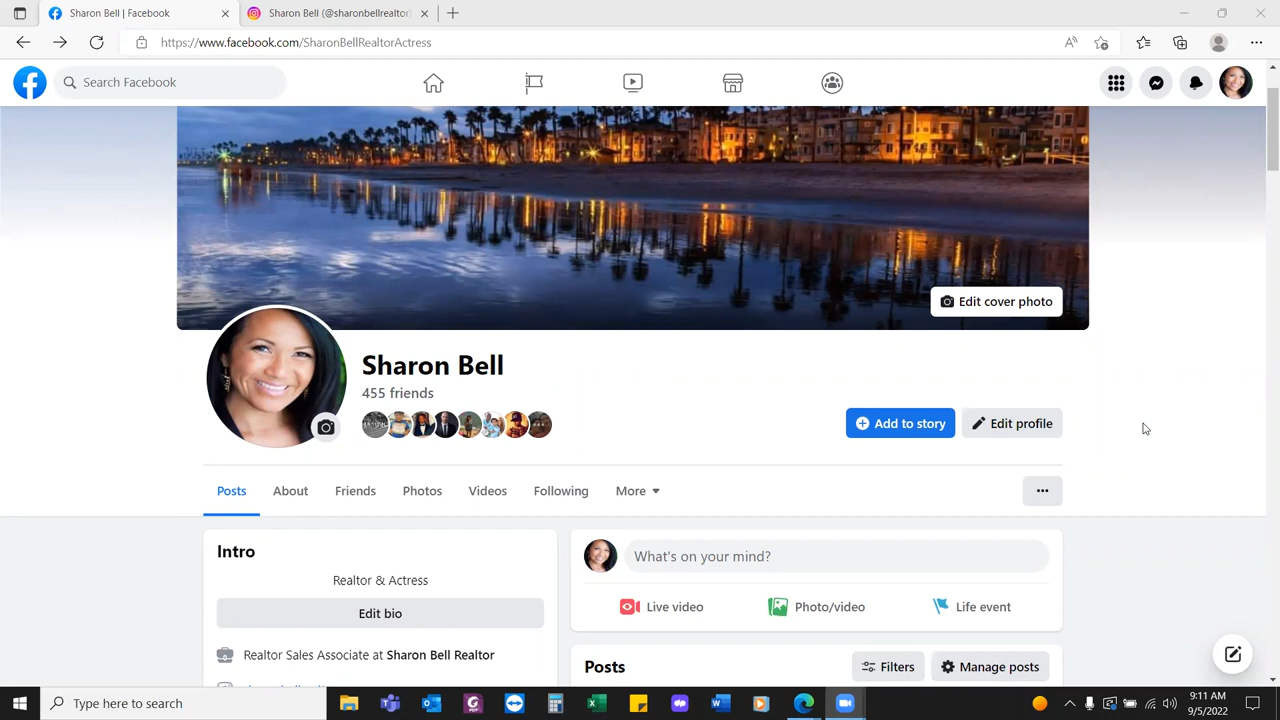 Sharon Bell | Facebook
Sharon Bell (@sharonbellrealtor)
https://www.facebook.com/SharonBellRealtorActress
Search Facebook
Edit cover photo
Sharon Bell
455 friends
Add to story
Edit profile
Posts
About
Friends
Photos
Videos
Following
More
Intro
Realtor & Actress
Edit bio
Realtor Sales Associate at Sharon Bell Realtor
What's on your mind?
Live video
Photo/video
Life event
Posts
Filters
Manage posts
Type here to search
9:11 AM
9/5/2022